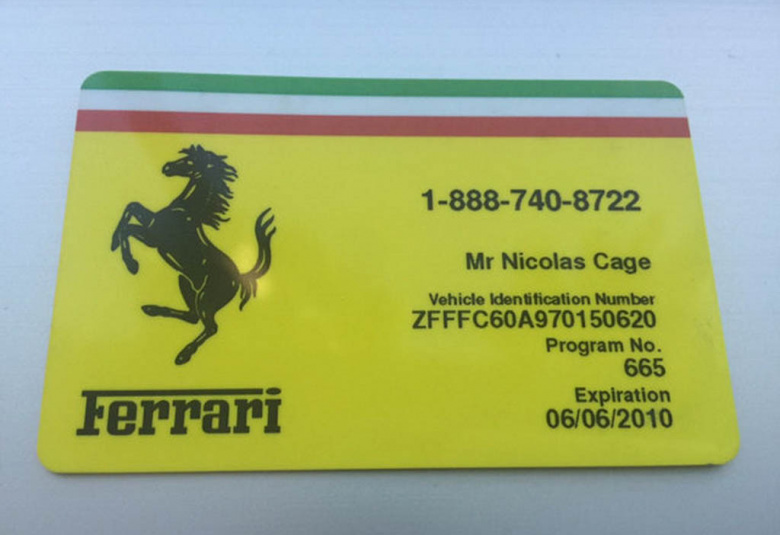 1-888-740-8722
Mr Nicolas Cage
Vehicle Identification Number
ZFFFC60A970150620
Program No.
665
Expiration
06/06/2010
Ferrari